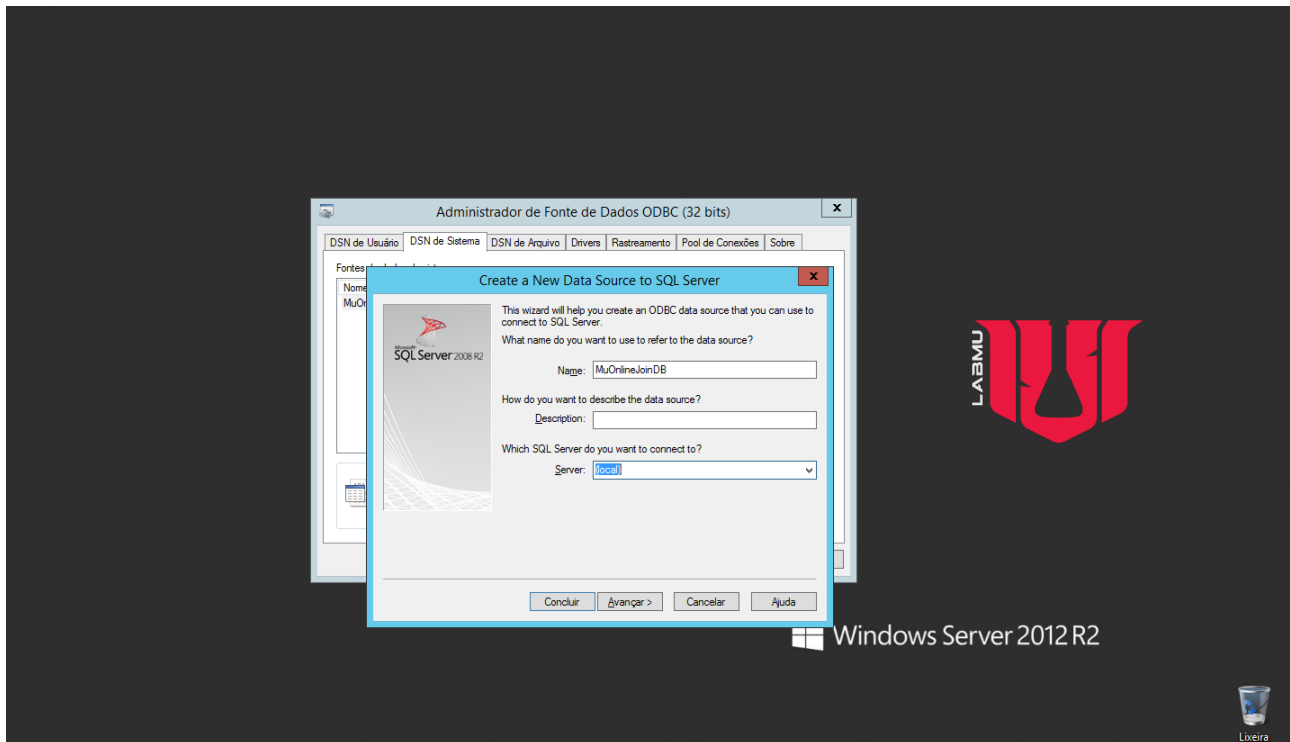 Administrador de Fonte de Dados ODBC (32 bits)
x
DSN de Usuário
DSN de Sistema
DSN de Arquivo
Drivers
Rastreamento
Pool de Conexões
Sobre
Fontes
Nome
MuOn
Create a New Data Source to SQL Server
x
Microsoft
SQL Server 2008 R2
This wizard will help you create an ODBC data source that you can use to
connect to SQL Server.
What name do you want to use to refer to the data source?
Name: MuOnlineJoinDB
How do you want to describe the data source?
Description:
Which SQL Server do you want to connect to?
Server: (local)
Concluir
Avançar >
Cancelar
Ajuda
LABMU
Windows Server 2012 R2
Lixeira